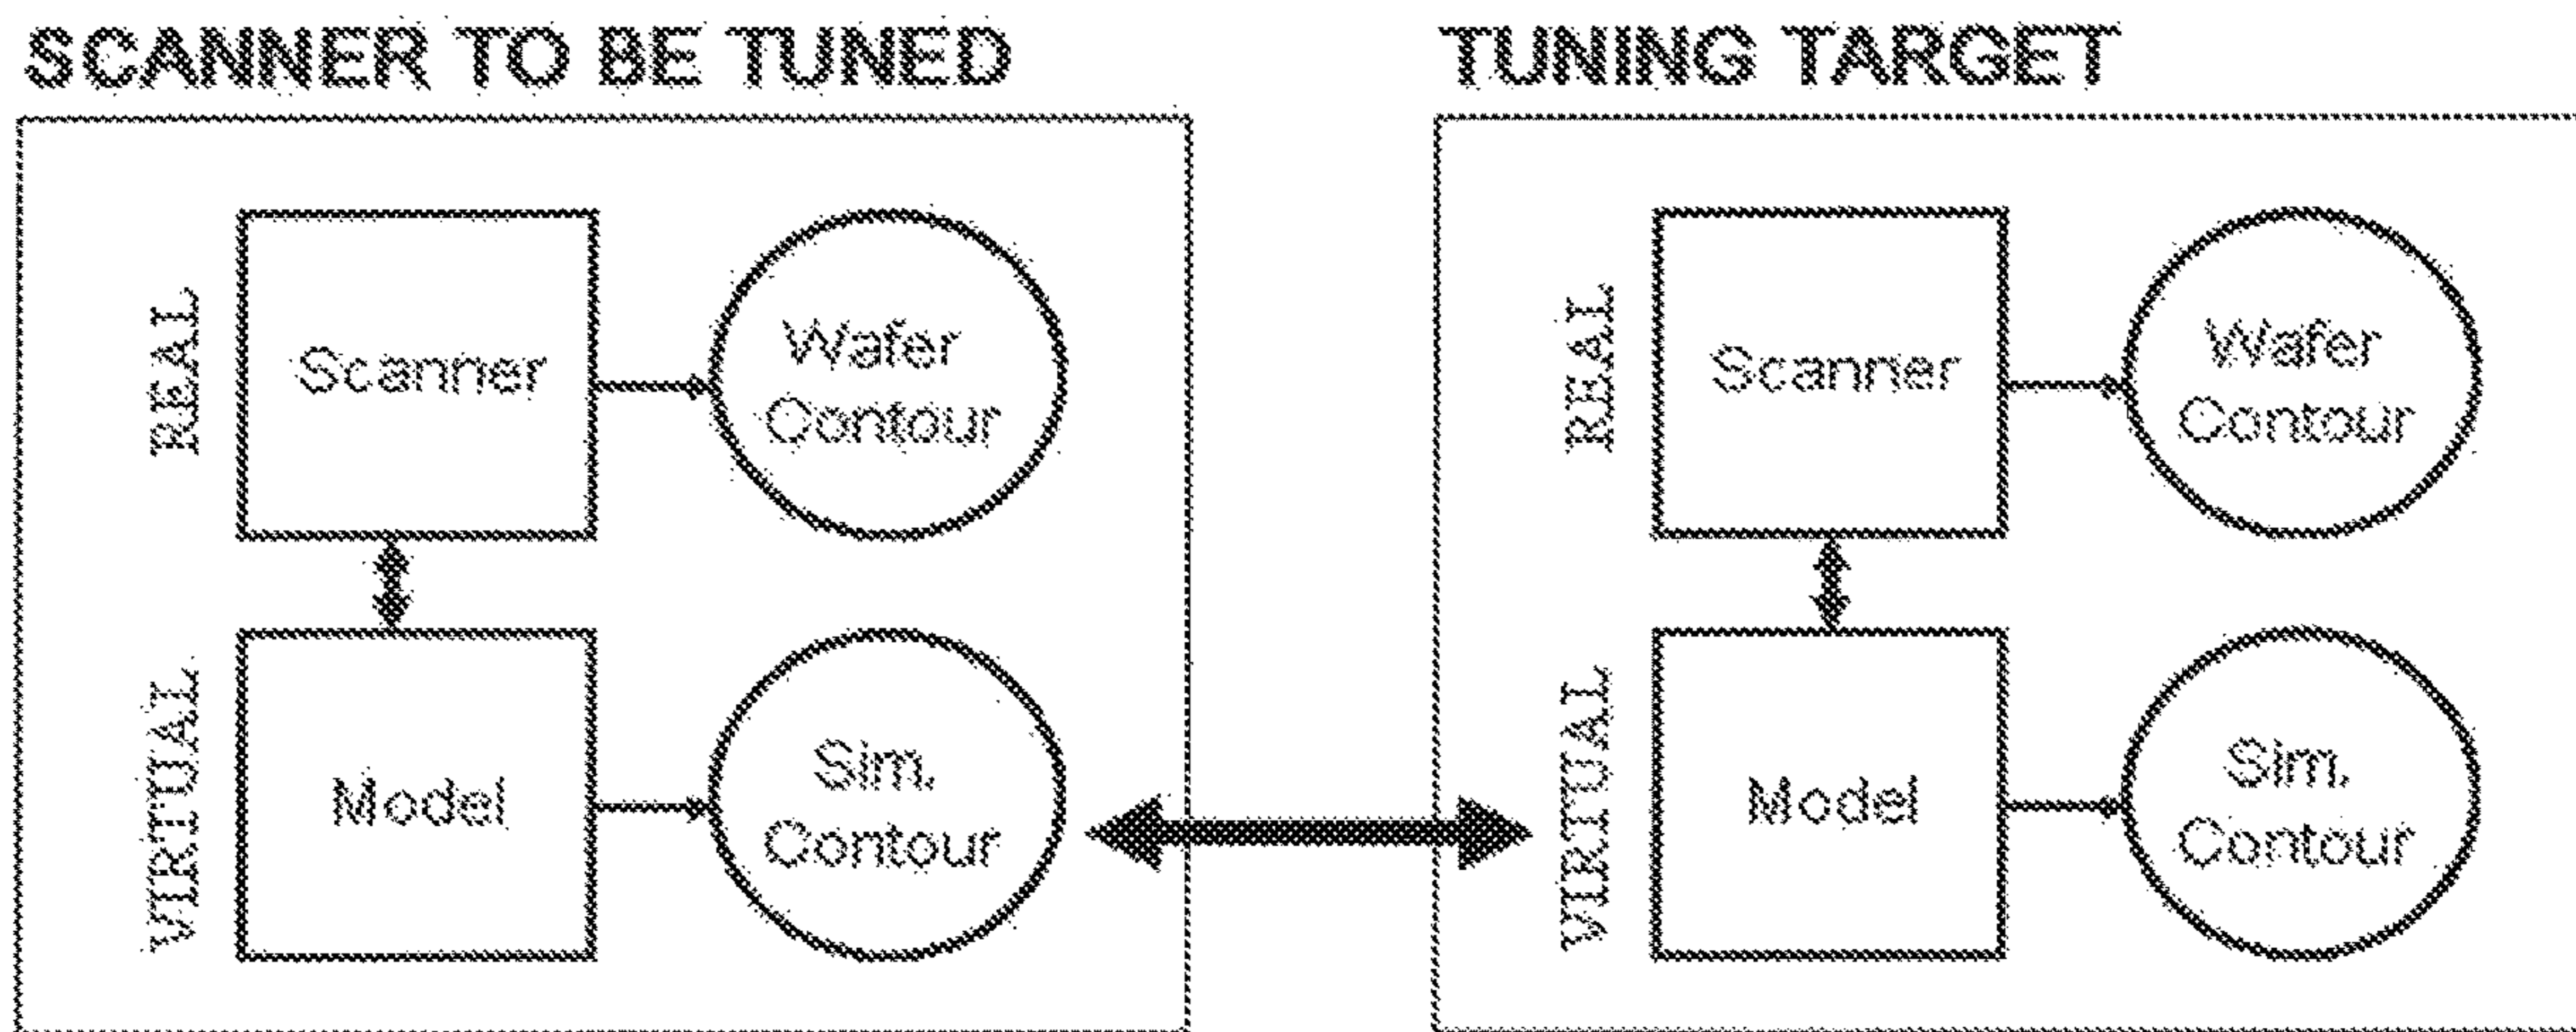 SCANNER TO BE TUNED
TUNING TARGET
REAL
Scanner
Wafer
Contour
VIRTUAL
Model
Sim.
Contour
REAL
Scanner
Wafer
Contour
VIRTUAL
Model
Sim.
Contour